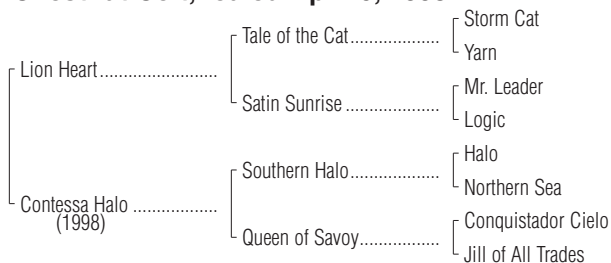 Storm Cat
Tale of the Cat
Yarn
Lion Heart
Mr. Leader
Satin Sunrise
Logic
Halo
Southern Halo
Northern Sea
Contessa Halo
(1998)
Conquistador Cielo
Queen of Savoy
Jill of All Trades